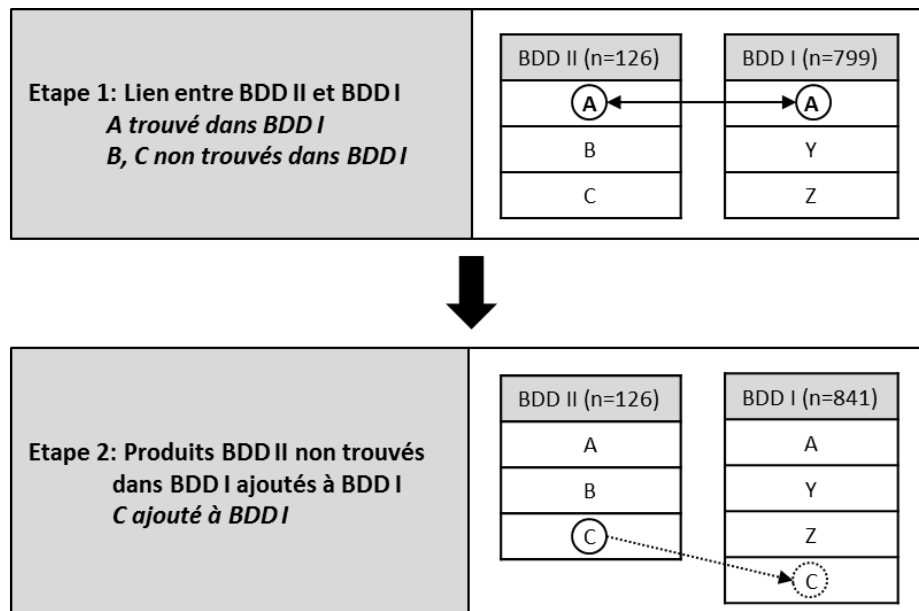 Etape 1: Lien entre BDD II et BDD I
A trouvé dans BDD I
B, C non trouvés dans BDD I
BDD II (n=126)
A
B
C
BDD I (n=799)
A
Y
Z
Etape 2: Produits BDD II non trouvés
dans BDD I ajoutés à BDD I
C ajouté à BDD I
BDD II (n=126)
A
B
C
BDD I (n=841)
A
Y
Z
C